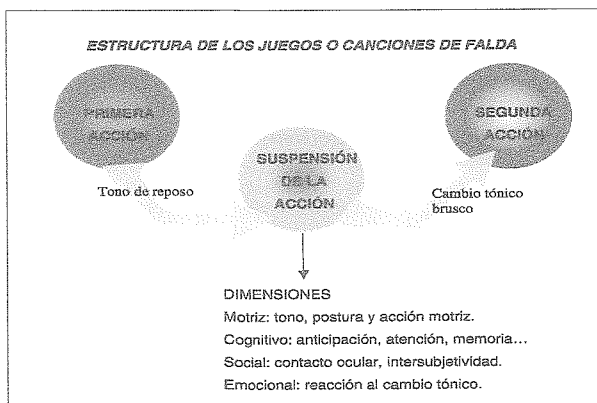 ESTRUCTURA DE LOS JUEGOS O CANCIONES DE FALDA
PRIMERA
ACCIÓN
SEGUNDA
ACCIÓN
SUSPENSIÓN
DE LA
ACCIÓN
Tono de reposo
Cambio tónico
brusco
DIMENSIONES
Motriz: tono, postura y acción motriz.
Cognitivo: anticipación, atención, memoria...
Social: contacto ocular, intersubjetividad.
Emocional: reacción al cambio tónico.